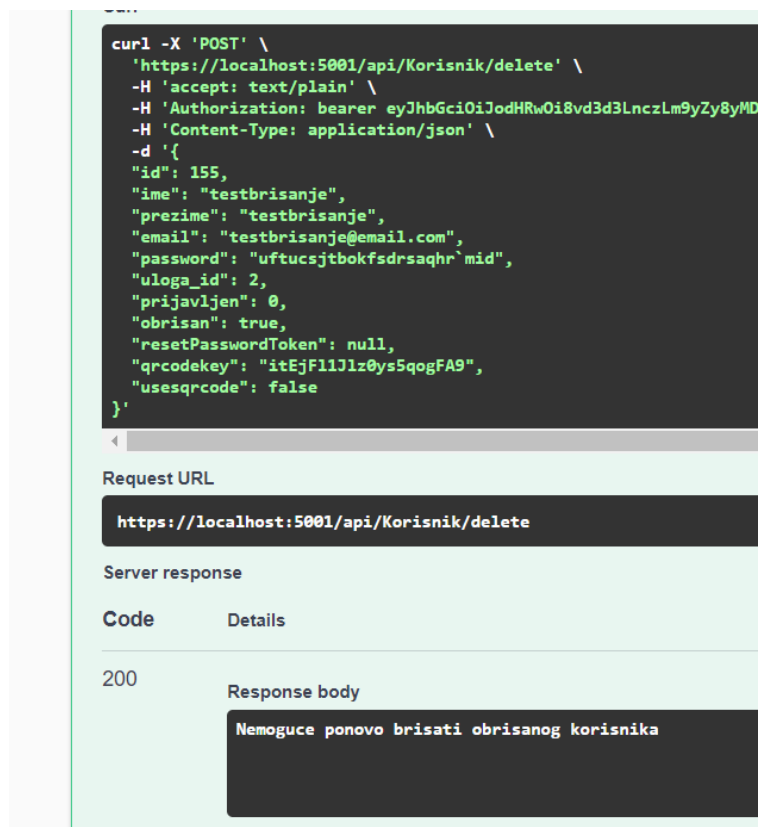 curl -X 'POST' \
'https://localhost:5001/api/Korisnik/delete' \
-H 'accept: text/plain' \
-H 'Authorization: bearer eyJhbGciOiJodHRwOi8vd3d3LnczLm9yZy8yMD
-H 'Content-Type: application/json' \
-d '{
"id": 155,
"ime": "testbrisanje",
"prezime": "testbrisanje",
"email": "testbrisanje@email.com",
"password": "uftucsjtbokfsdrsaqhr`mid",
"uloga_id": 2,
"prijavljen": 0,
"obrisan": true,
"resetPasswordToken": null,
"qrcodekey": "itEjFl1Jlz0ys5qogFA9",
"usesqrcode": false
}'
Request URL
https://localhost:5001/api/Korisnik/delete
Server response
Code Details
200
Response body
Nemoguce ponovo brisati obrisanog korisnika